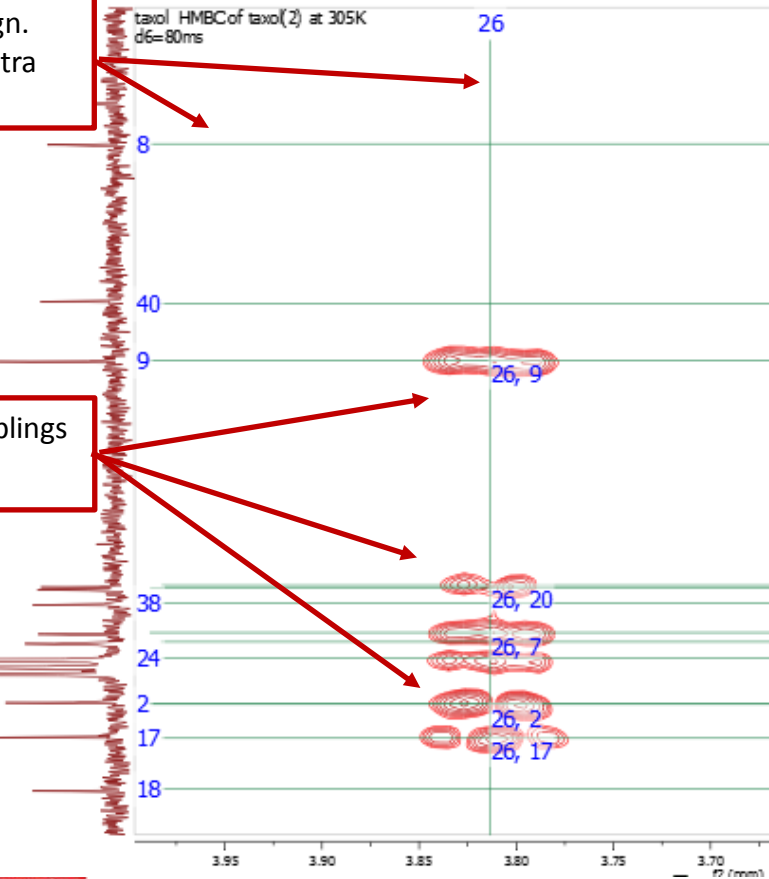 gn.
tra
taxol HMBC of taxol(2) at 305K
d6=80ms
26
8
40
9
26, 9
plings
26, 20
38
26, 7
24
2
26, 2
17
26, 17
18
3.95 3.90 3.85 3.80 3.75 3.70
f2 (ppm)